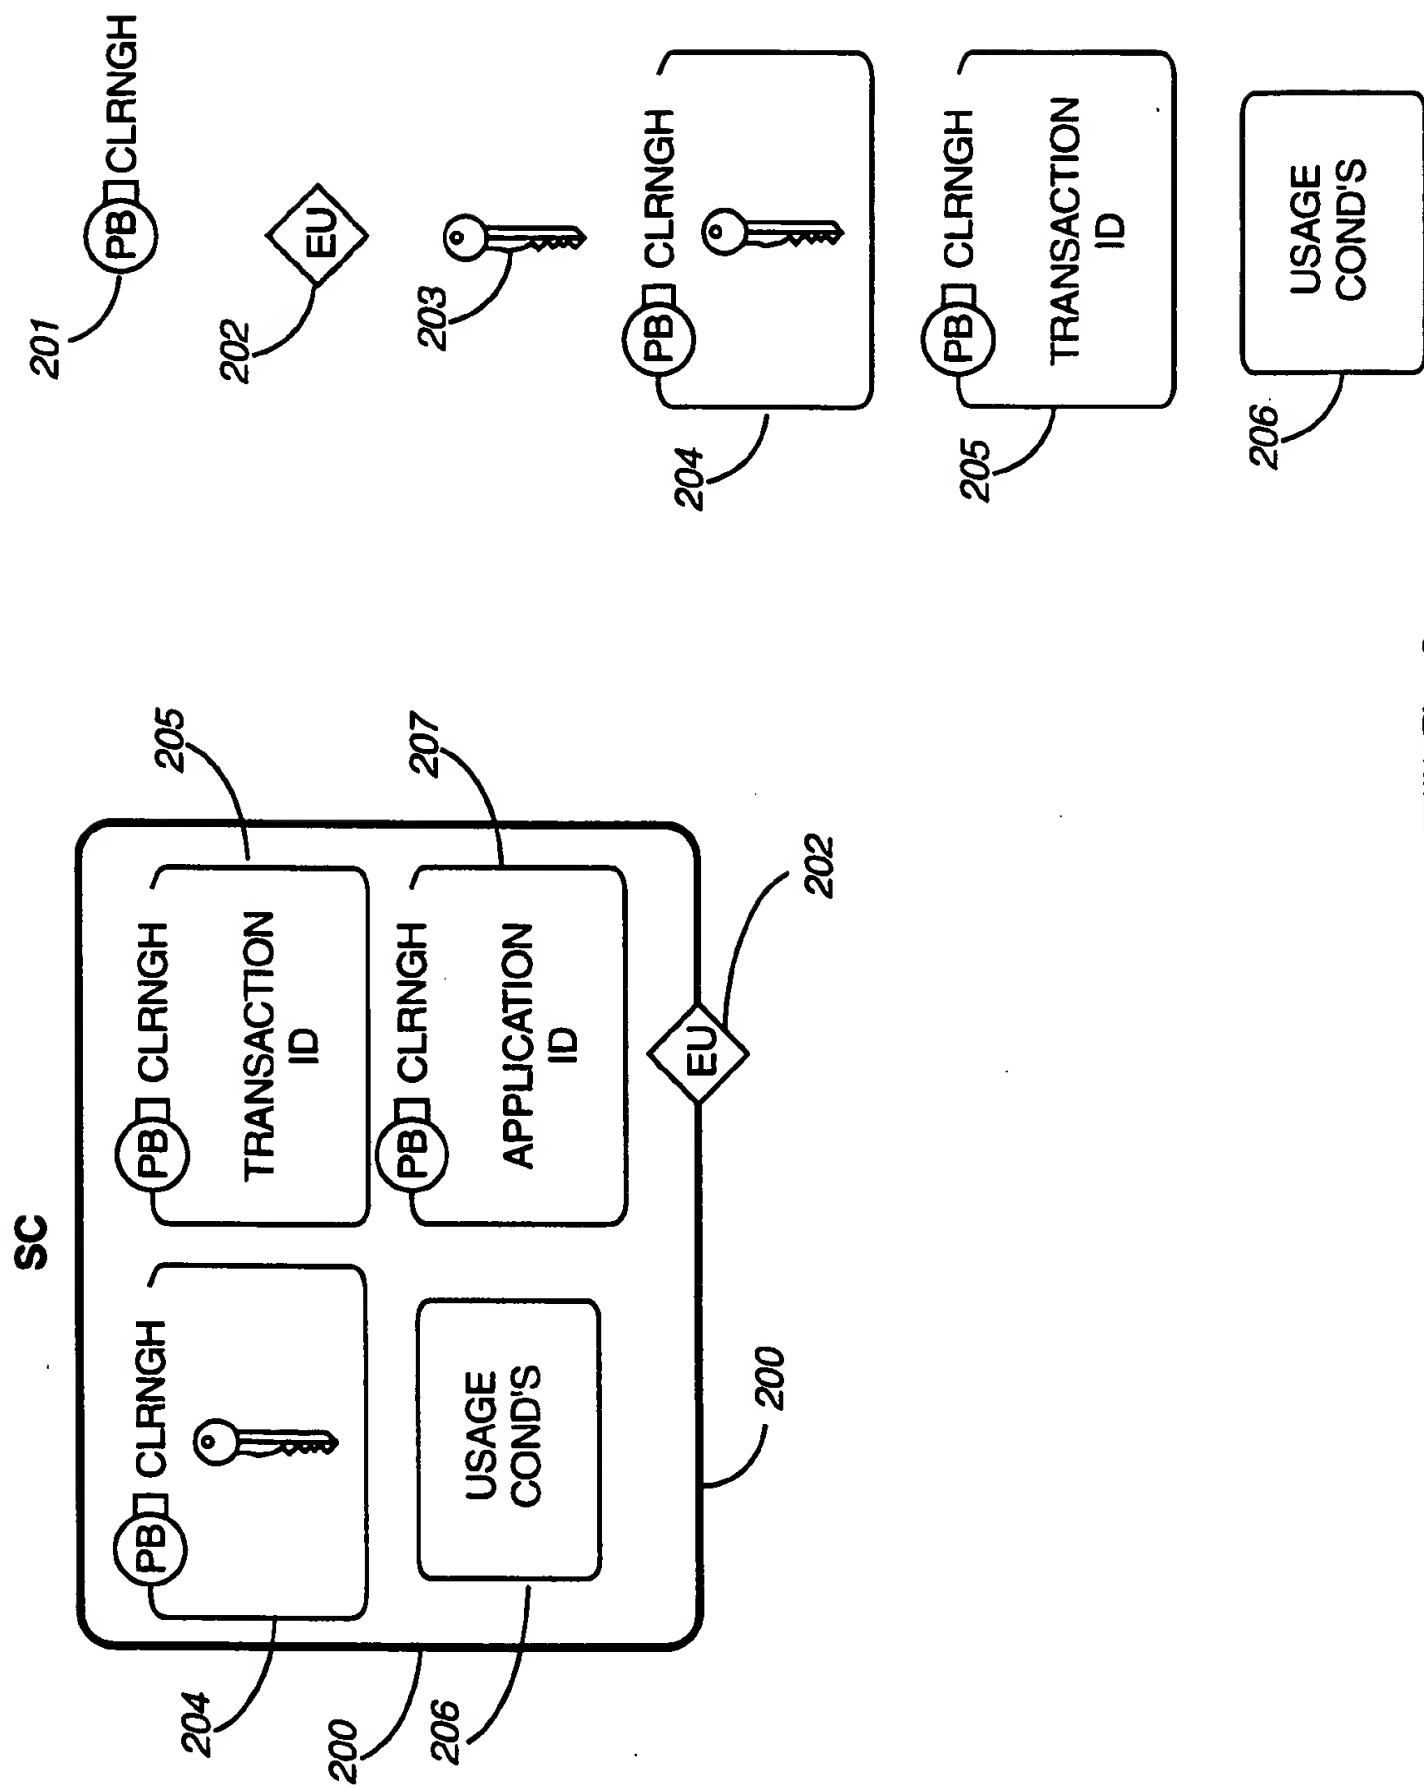 SC
PB CLRNGH
204
PB CLRNGH
TRANSACTION
ID
205
200
206
USAGE
COND'S
PB CLRNGH
APPLICATION
ID
207
EU
200
202
201
PB CLRNGH
202
EU
203
204
PB CLRNGH
205
PB CLRNGH
TRANSACTION
ID
206
USAGE
COND'S